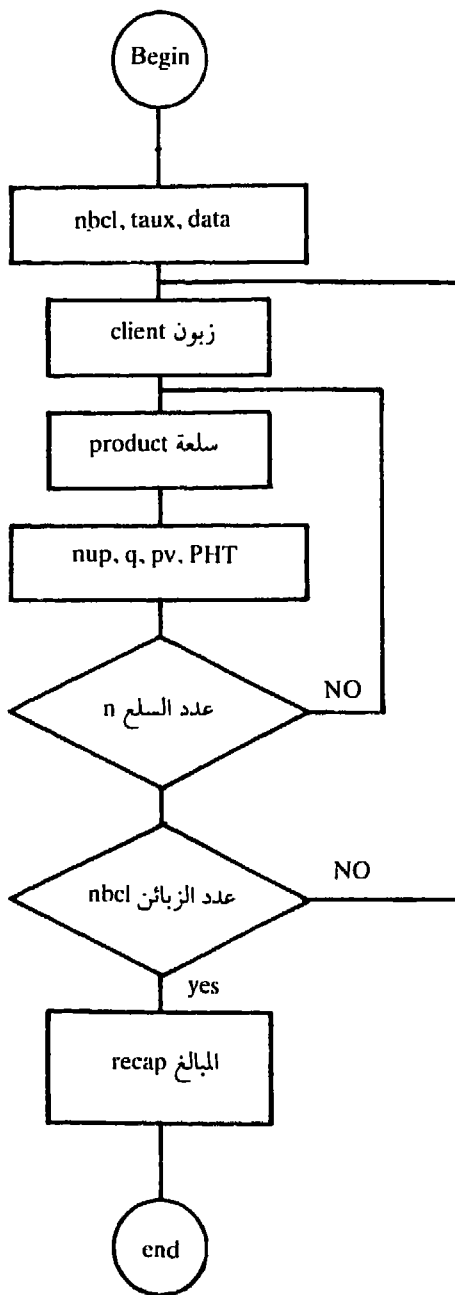 Begin
nbcl, taux, data
client زبون
product سلعة
nup, q, pv, PHT
عدد السلع n
NO
عدد الزبائن nbcl
NO
yes
المبالغ recap
end